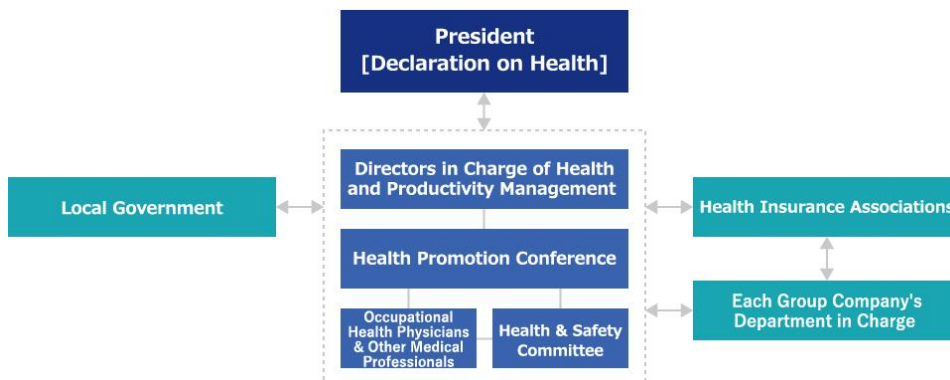 President
[Declaration on Health]
Directors in Charge of Health
and Productivity Management
Local Government
Health Insurance Associations
Health Promotion Conference
Each Group Company's
Department in Charge
Occupational
Health Physicians
& Other Medical
Professionals
Health & Safety
Committee